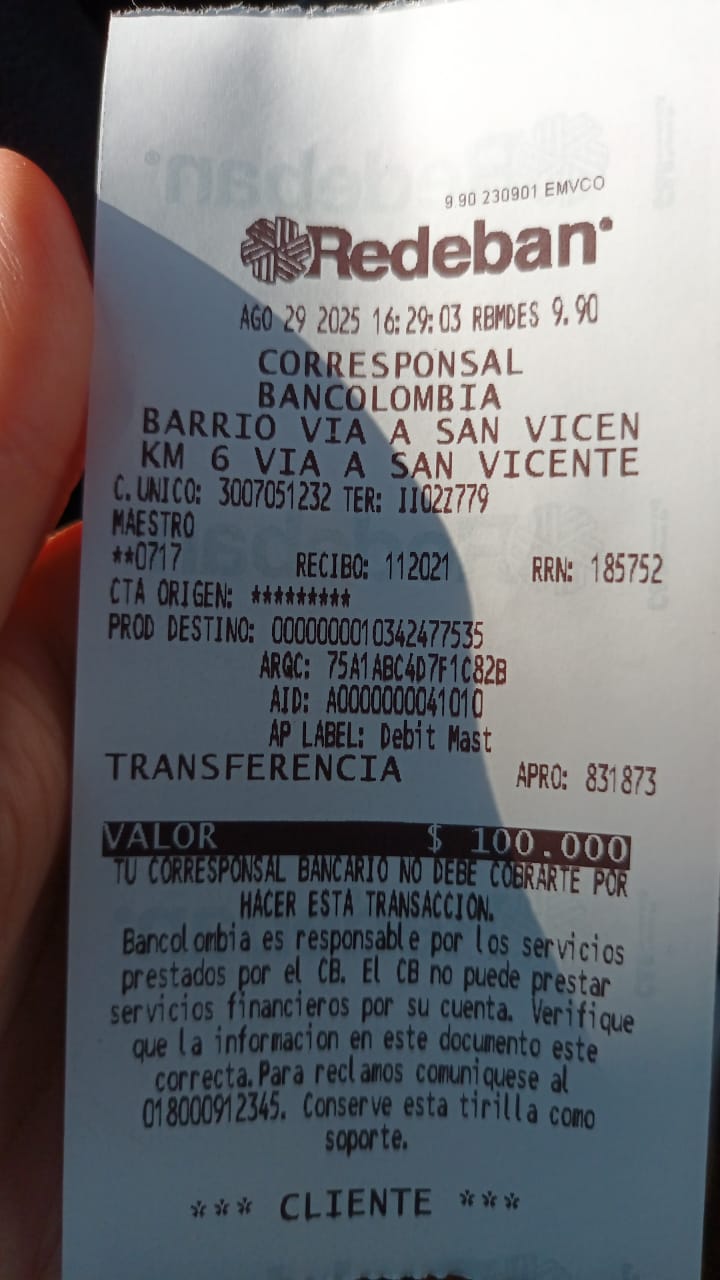 9.90 230901 EMVCO
Redeban
AGO 29 2025 16:29:03 RBMDES 9.90
CORRESPONSAL
BANCOLOMBIA
BARRIO VIA A SAN VICEN
KM 6 VIA A SAN VICENTE
C. UNICO: 3007051232 TER: II02Z779
MAESTRO
**0717 RECIBO: 112021 RRN: 185752
CTA ORIGEN: *********
PROD DESTINO: 0000000010342477535
ARQC: 75A1ABC4D7F1C82B
AID: A0000000041010
AP LABEL: Debit Mast
TRANSFERENCIA APRO: 831873
VALOR $ 100.000
TU CORRESPONSAL BANCARIO NO DEBE COBRARTE POR
HACER ESTA TRANSACCION.
Bancolombia es responsable por los servicios
prestados por el CB. El CB no puede prestar
servicios financieros por su cuenta. Verifique
que la informacion en este documento este
correcta.Para reclamos comuniquese al
018000912345. Conserve esta tirilla como
soporte.
*** CLIENTE ***